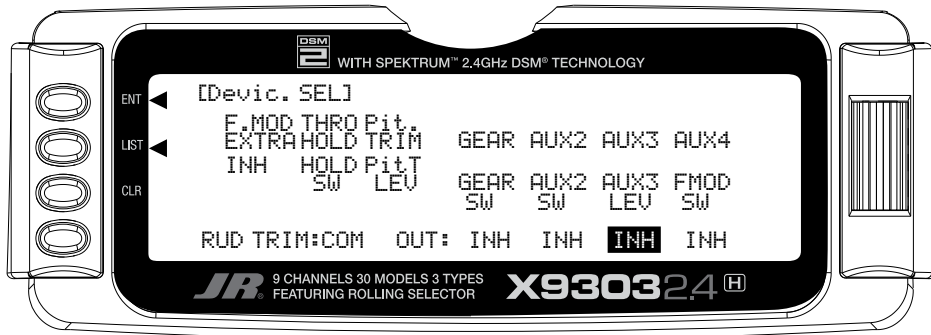 DSM
2
WITH SPEKTRUM™ 2.4GHz DSM® TECHNOLOGY
ENT
LIST
CLR
[Devic. SEL]
F.MOD THRO Pit.
EXTRA HOLD TRIM GEAR AUX2 AUX3 AUX4
INH HOLD PitT
SW LEV GEAR AUX2 AUX3 FMOD
SW SW LEV SW
RUD TRIM:COM OUT: INH INH INH INH
JR®
9 CHANNELS 30 MODELS 3 TYPES
FEATURING ROLLING SELECTOR
X9303 2.4 H